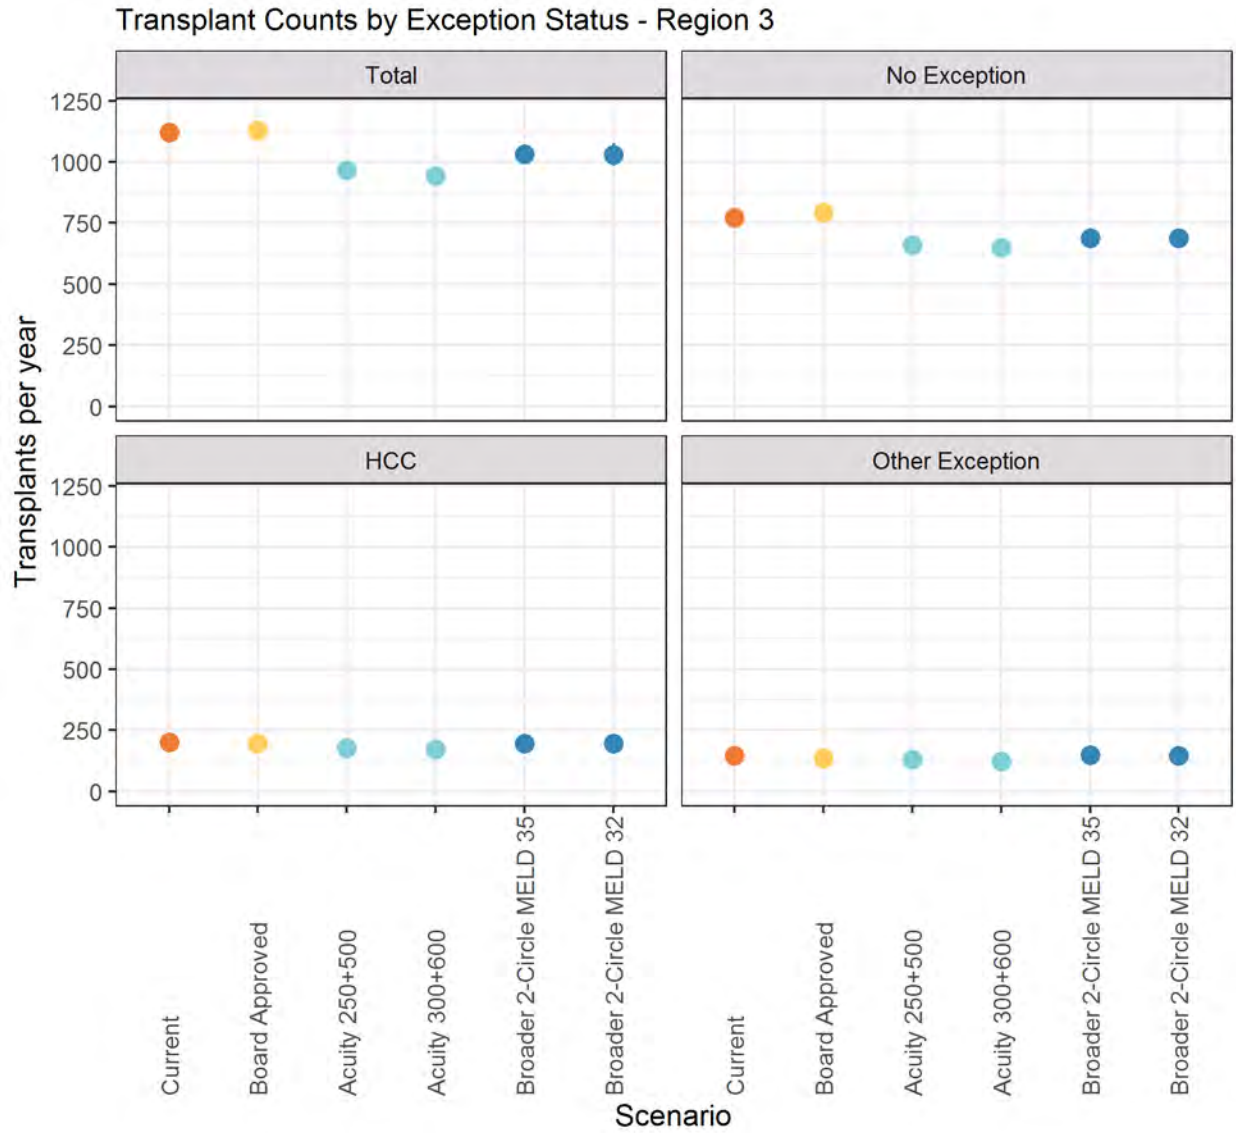 Transplant Counts by Exception Status - Region 3
Total
No Exception
1250
1000
750
500
250
0
HCC
Other Exception
1250
1000
750
500
250
0
Transplants per year
Current
Board Approved
Acuity 250+500
Acuity 300+600
Broader 2-Circle MELD 35
Broader 2-Circle MELD 32
Current
Board Approved
Acuity 250+500
Acuity 300+600
Broader 2-Circle MELD 35
Broader 2-Circle MELD 32
Scenario